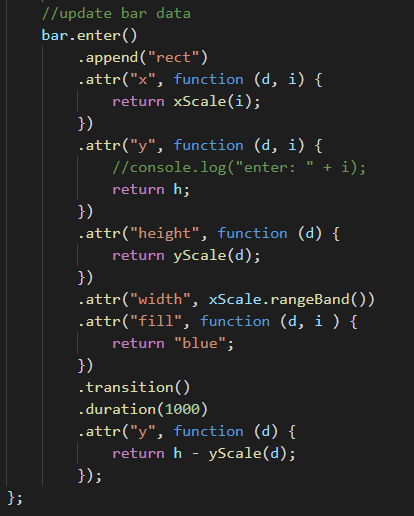 //update bar data
bar.enter()
.append("rect")
.attr("x", function (d, i) {
return xScale(i);
})
.attr("y", function (d, i) {
//console.log("enter: " + i);
return h;
})
.attr("height", function (d) {
return yScale(d);
})
.attr("width", xScale.rangeBand())
.attr("fill", function (d, i ) {
return "blue";
})
.transition()
.duration(1000)
.attr("y", function (d) {
return h - yScale(d);
});
};